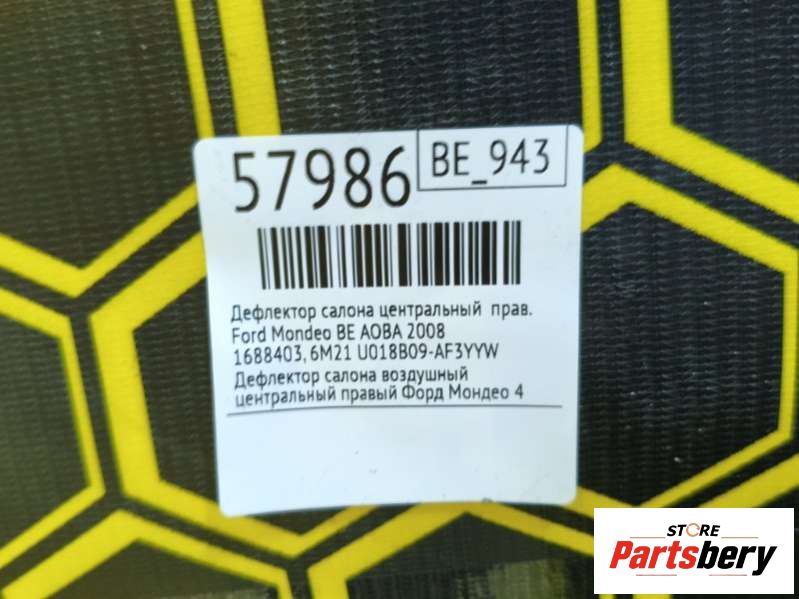 57986
BE_943
Дефлектор салона центральный прав.
Ford Mondeo BE AOBA 2008
1688403, 6M21 U018B09-AF3YYW
Дефлектор салона воздушный
центральный правый Форд Мондео 4
STORE
Partsbery